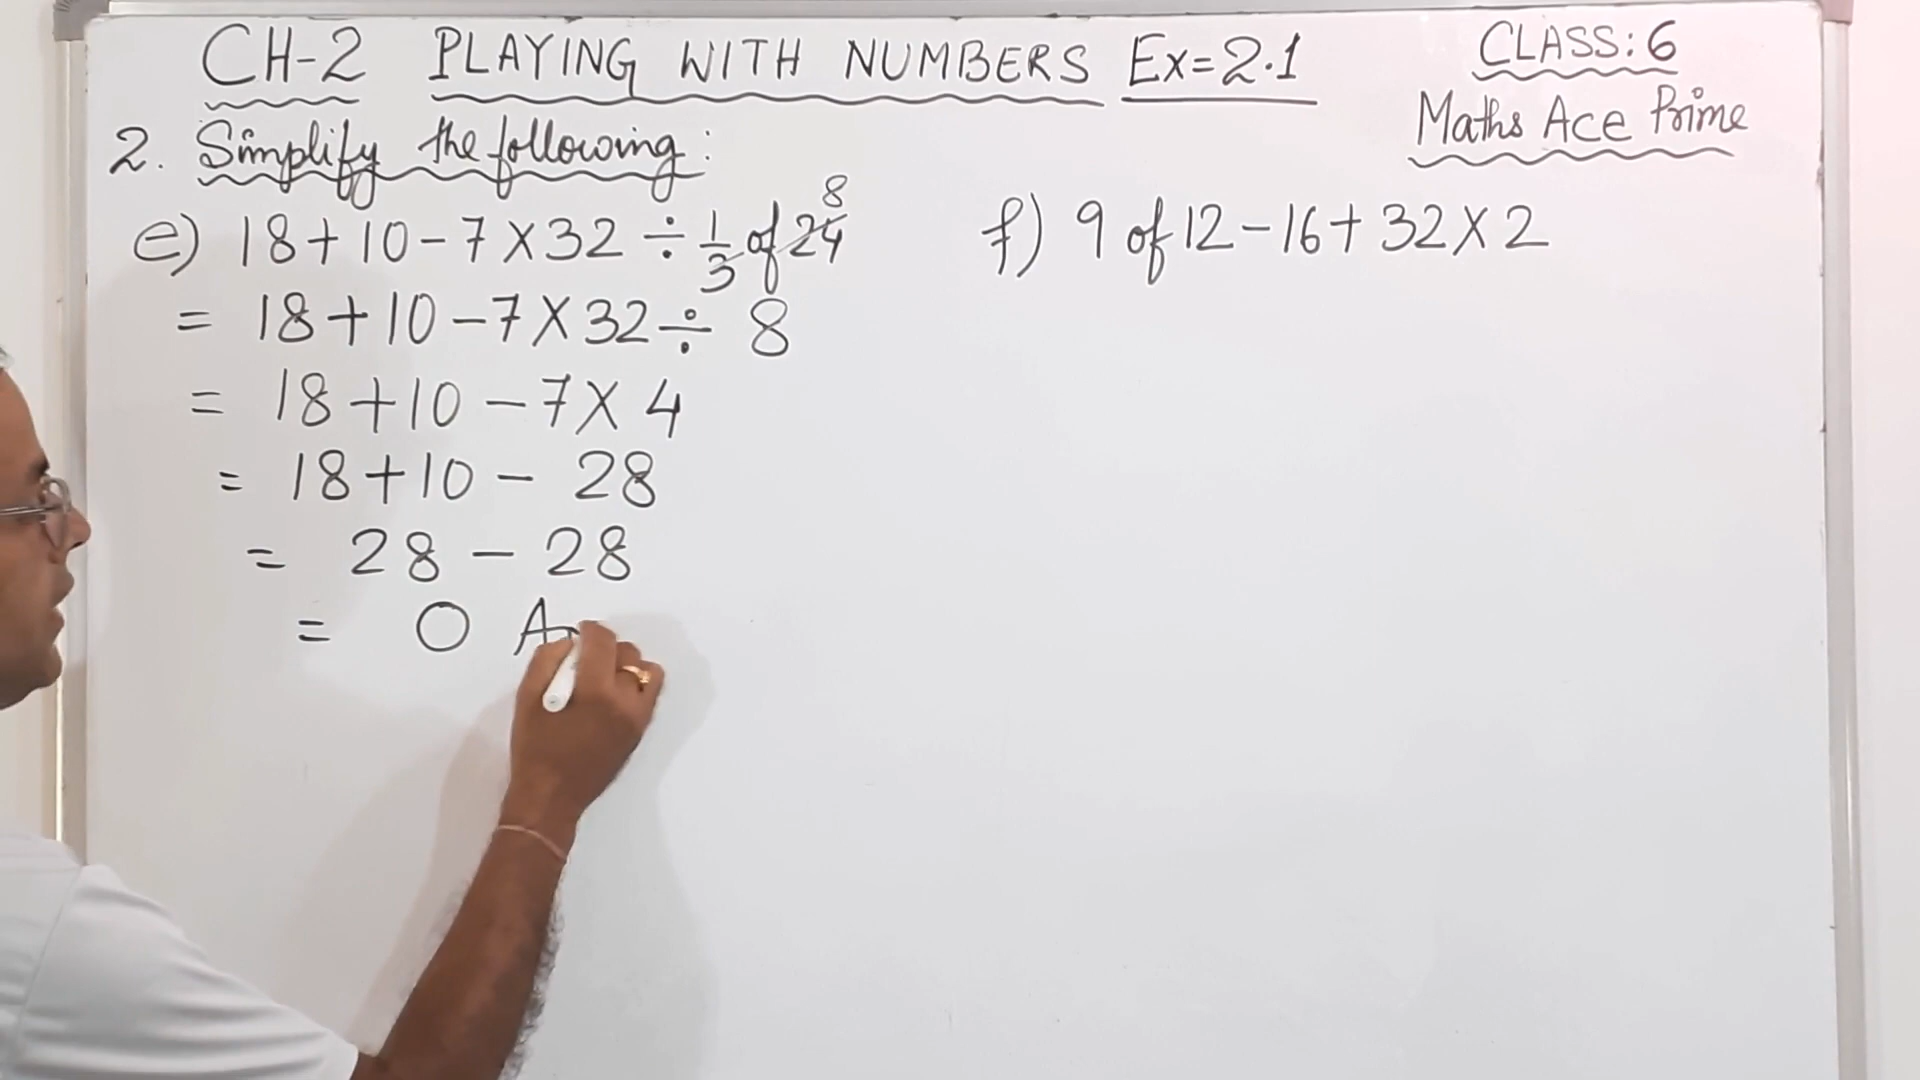 CH-2 PLAYING WITH NUMBERS Ex=2.1
CLASS:6
Maths Ace Prime
2. Simplify the following:
e) 18+10-7×32÷1/3 of 24 8
= 18+10-7×32÷ 8
= 18+10-7×4
= 18+10-28
= 28-28
= 0 An
f) 9 of 12-16+32×2